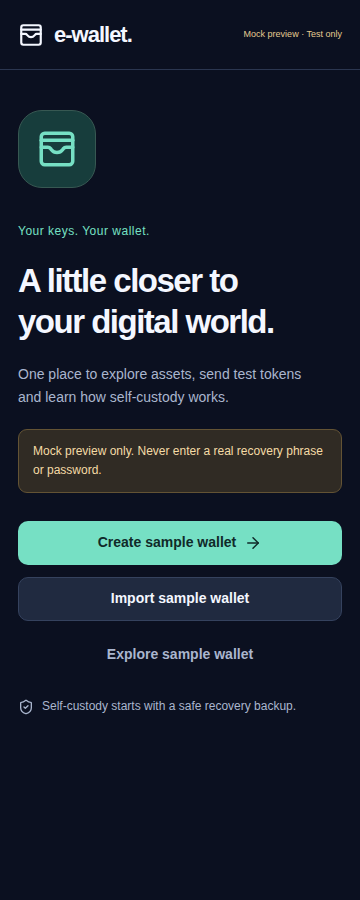 e-wallet.
Mock preview · Test only
Your keys. Your wallet.
A little closer to
your digital world.
One place to explore assets, send test tokens
and learn how self-custody works.
Mock preview only. Never enter a real recovery phrase
or password.
Create sample wallet
Import sample wallet
Explore sample wallet
Self-custody starts with a safe recovery backup.